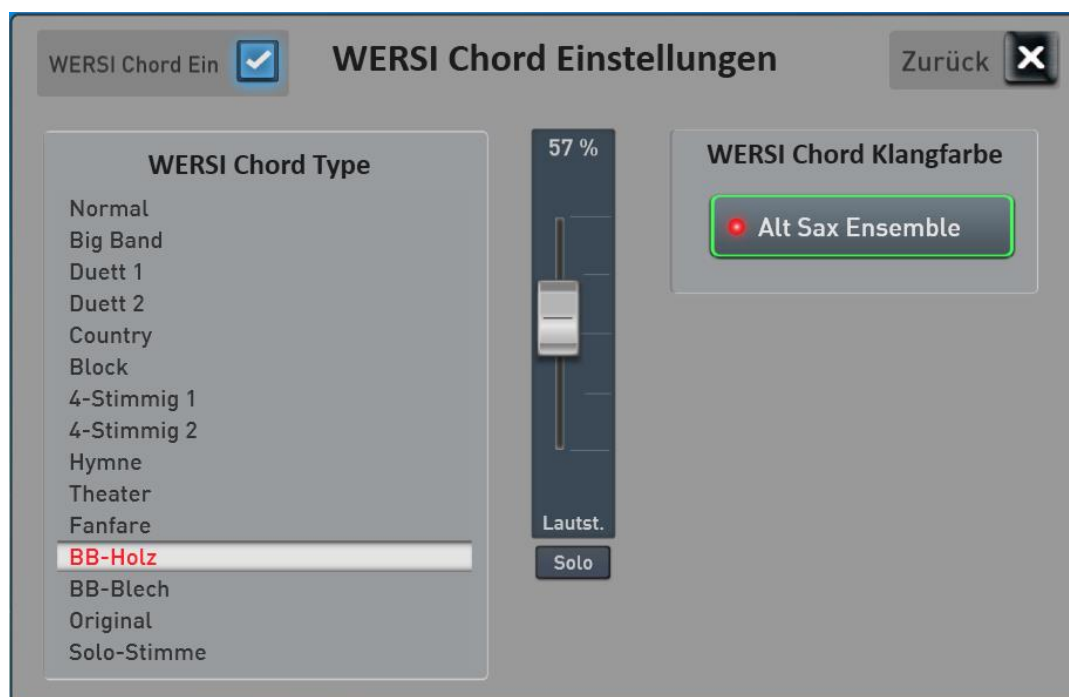 WERSI Chord Ein
WERSI Chord Einstellungen
Zurück
WERSI Chord Type
Normal
Big Band
Duett 1
Duett 2
Country
Block
4-Stimmig 1
4-Stimmig 2
Hymne
Theater
Fanfare
BB-Holz
BB-Blech
Original
Solo-Stimme
57 %
Lautst.
Solo
WERSI Chord Klangfarbe
Alt Sax Ensemble